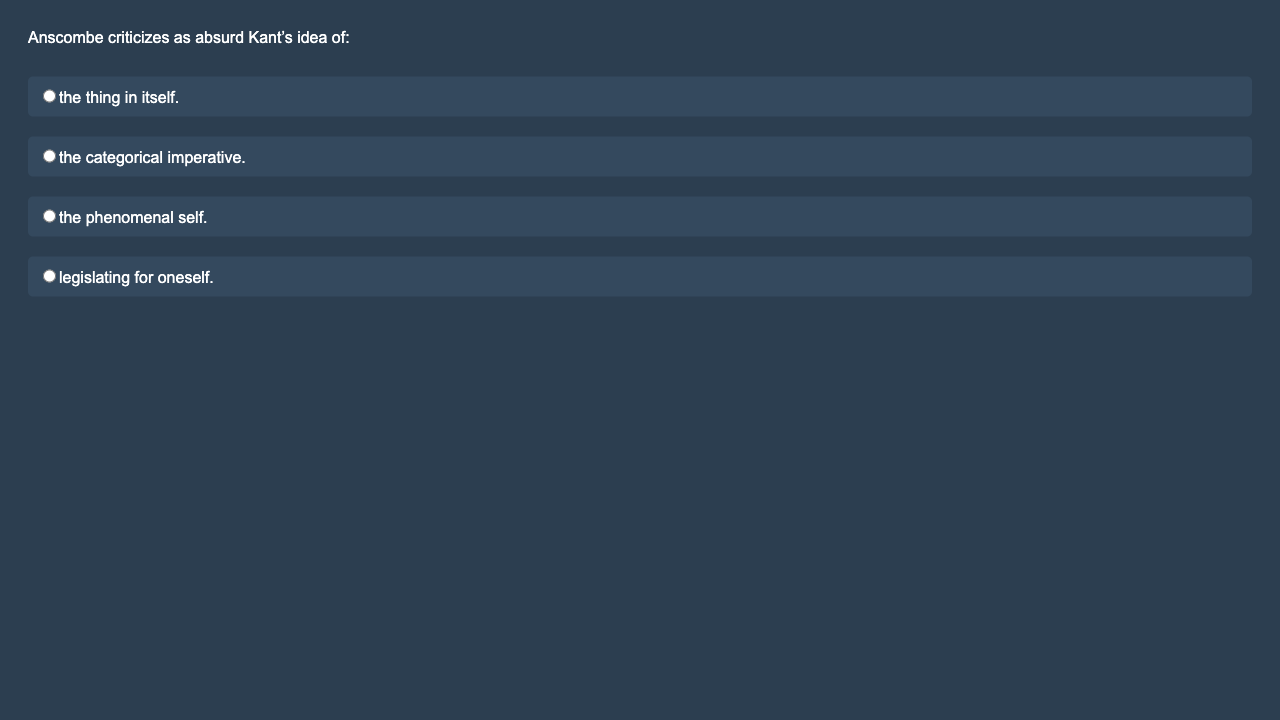 Anscombe criticizes as absurd Kant’s idea of:
the thing in itself.
the categorical imperative.
the phenomenal self.
legislating for oneself.